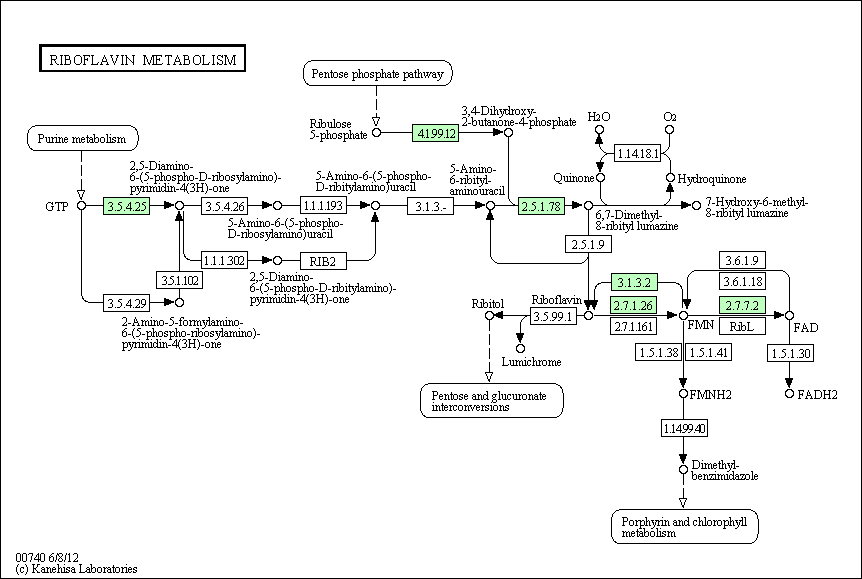 RIBOFLAVIN METABOLISM
Pentose phosphate pathway
Ribulose
5-phosphate
4.1.99.12
3,4-Dihydroxy-
2-butanone-4-phosphate
H2O
O2
Purine metabolism
1.14.18.1
2,5-Diamino-
6-(5-phospho-D-ribosylamino)-
pyrimidin-4(3H)-one
5-Amino-6-(5-phospho-
D-ribitylamino)uracil
5-Amino-
6-ribityl-
aminouracil
Quinone
Hydroquinone
GTP
3.5.4.25
3.5.4.26
1.1.1.193
3.1.3.-
2.5.1.78
7-Hydroxy-6-methyl-
8-ribityl lumazine
5-Amino-6-(5-phospho-
D-ribosylamino)uracil
6,7-Dimethyl-
8-ribityl lumazine
2.5.1.9
1.1.1.302
RIB2
3.6.1.9
3.6.1.18
3.5.1.102
2,5-Diamino-
6-(5-phospho-D-ribitylamino)-
pyrimidin-4(3H)-one
3.1.3.2
3.5.4.29
Ribitol
Riboflavin
2.7.1.26
2.7.7.2
3.5.99.1
2.7.1.161
FMN
RibL
FAD
2-Amino-5-formylamino-
6-(5-phospho-ribosylamino)-
pyrimidin-4(3H)-one
Lumichrome
1.5.1.38
1.5.1.41
1.5.1.30
Pentose and glucuronate
interconversions
FMNH2
FADH2
1.14.99.40
Dimethyl-
benzimidazole
Porphyrin and chlorophyll
metabolism
00740 6/8/12
(c) Kanehisa Laboratories